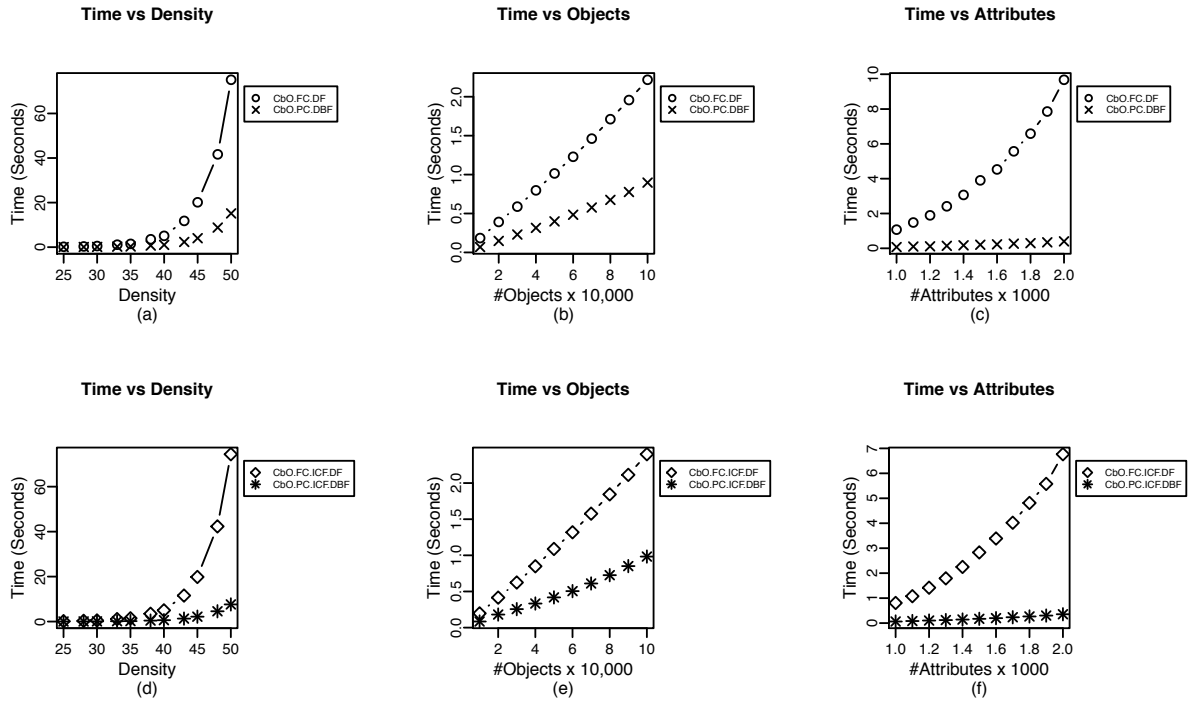 Time vs Density
Time vs Objects
Time vs Attributes
Time (Seconds)
0 20 40 60
25 30 35 40 45 50
Density
(a)
CbO.FC.DF
CbO.PC.DBF
Time (Seconds)
0.0 0.5 1.0 1.5 2.0
2 4 6 8 10
#Objects x 10,000
(b)
CbO.FC.DF
CbO.PC.DBF
Time (Seconds)
0 2 4 6 8 10
1.0 1.2 1.4 1.6 1.8 2.0
#Attributes x 1000
(c)
CbO.FC.DF
CbO.PC.DBF
Time vs Density
Time vs Objects
Time vs Attributes
Time (Seconds)
0 20 40 60
25 30 35 40 45 50
Density
(d)
CbO.FC.ICF.DF
CbO.PC.ICF.DBF
Time (Seconds)
0.0 0.5 1.0 1.5 2.0
2 4 6 8 10
#Objects x 10,000
(e)
CbO.FC.ICF.DF
CbO.PC.ICF.DBF
Time (Seconds)
0 1 2 3 4 5 6 7
1.0 1.2 1.4 1.6 1.8 2.0
#Attributes x 1000
(f)
CbO.FC.ICF.DF
CbO.PC.ICF.DBF